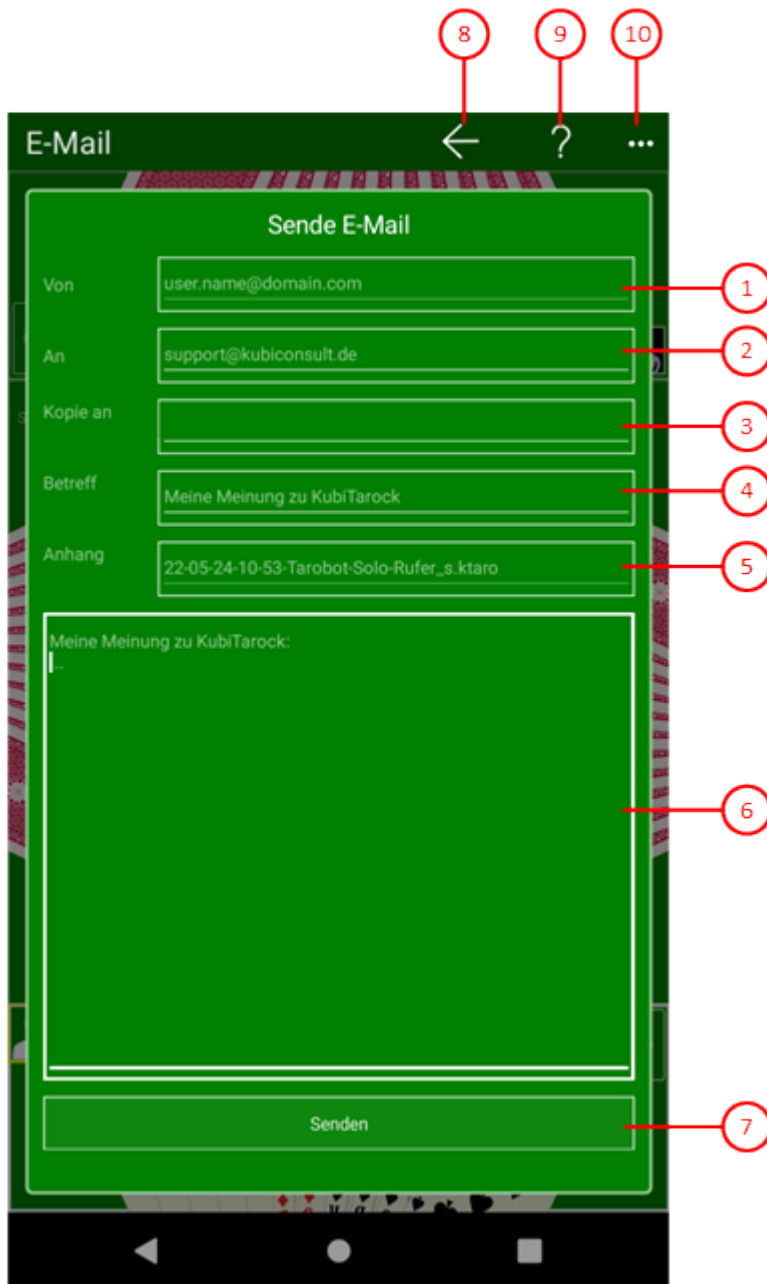 8 9 10
E-Mail ?
Sende E-Mail
Von user.name@domain.com 1
An support@kubiconsult.de 2
Kopie an 3
Betreff Meine Meinung zu KubiTarock 4
Anhang 22-05-24-10-53-Tarobot-Solo-Rufer_s.ktaro 5
Meine Meinung zu KubiTarock:
..
6
Senden 7